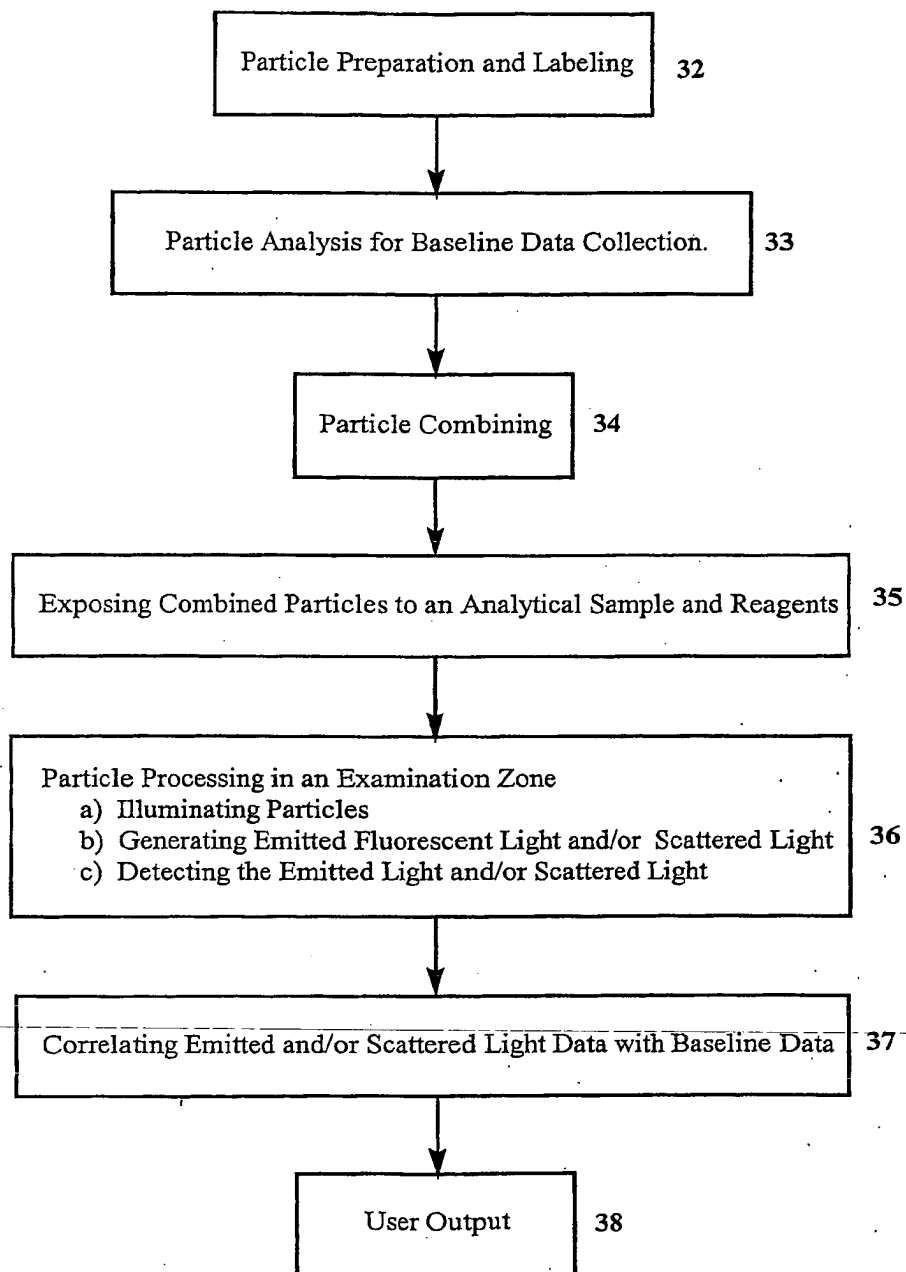 Particle Preparation and Labeling 32
Particle Analysis for Baseline Data Collection. 33
Particle Combining 34
Exposing Combined Particles to an Analytical Sample and Reagents 35
Particle Processing in an Examination Zone
a) Illuminating Particles
b) Generating Emitted Fluorescent Light and/or Scattered Light 36
c) Detecting the Emitted Light and/or Scattered Light
Correlating Emitted and/or Scattered Light Data with Baseline Data 37
User Output 38